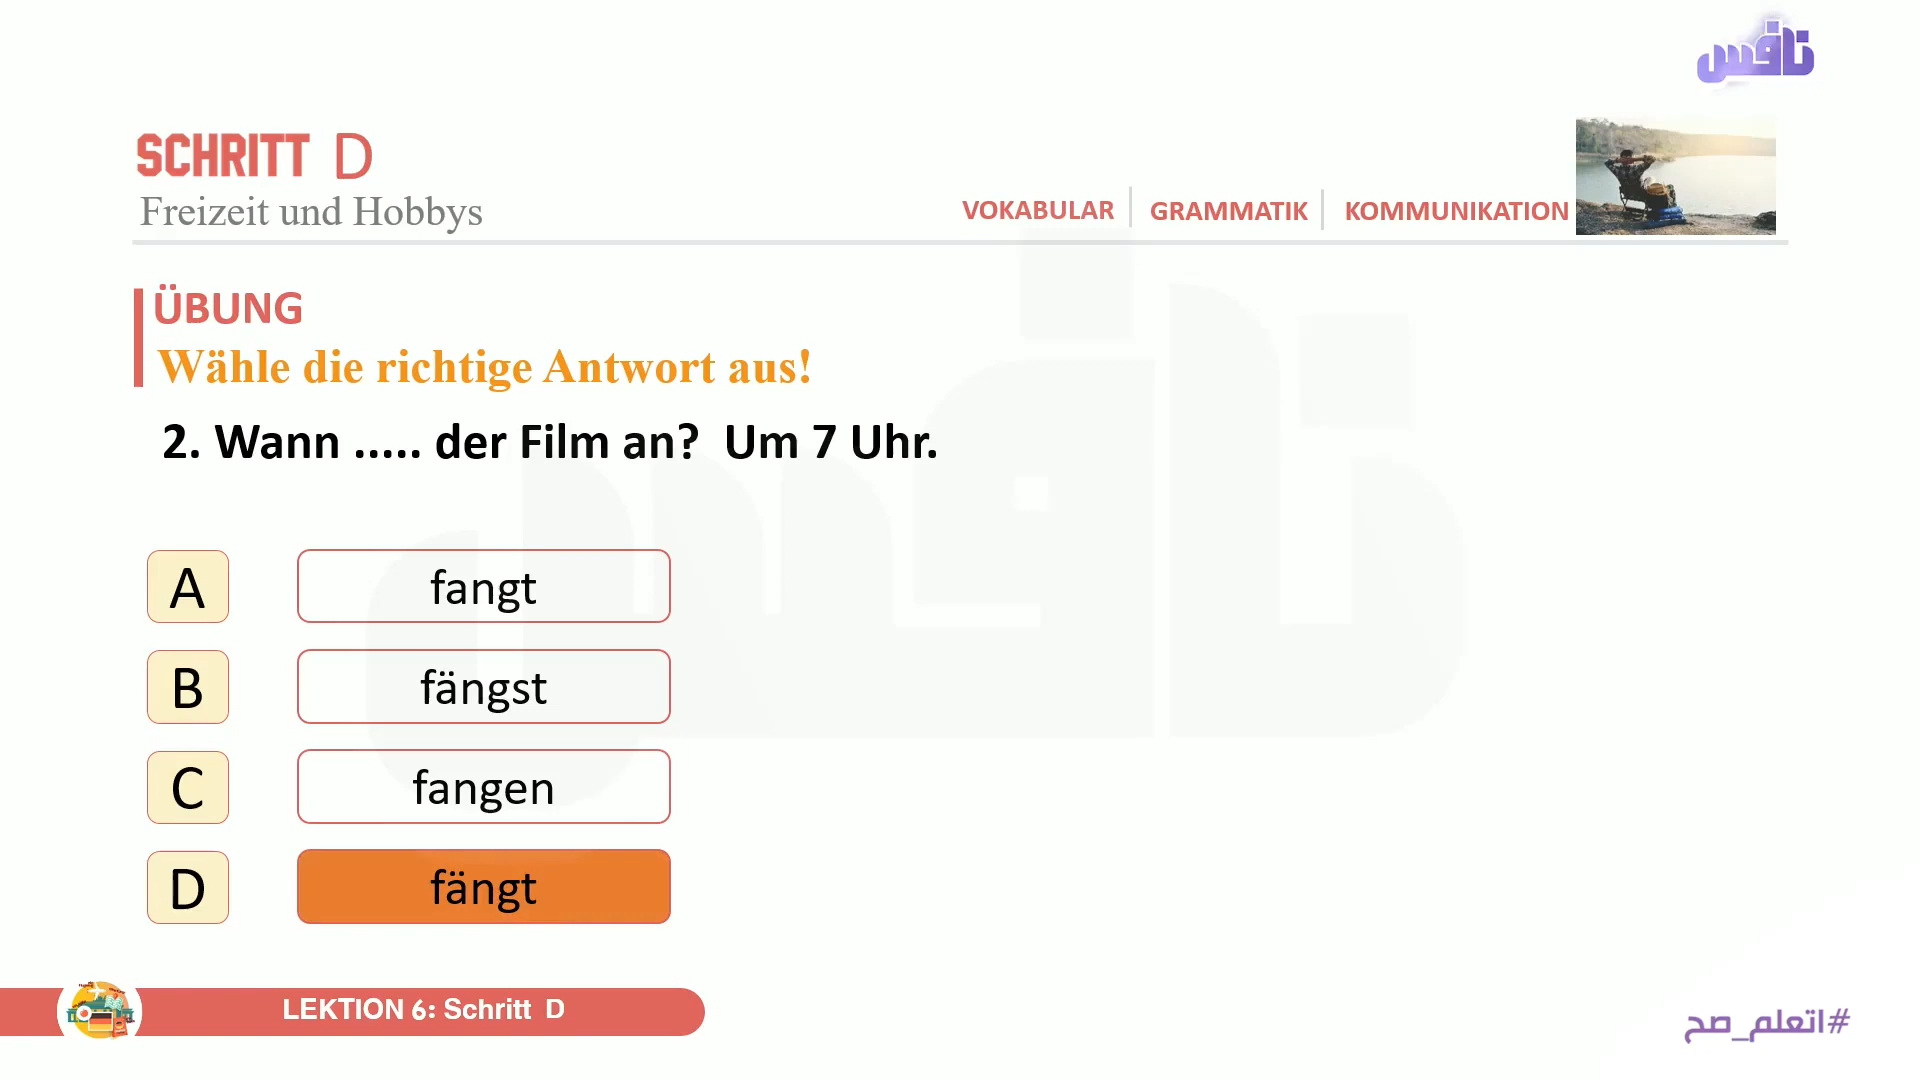 نافس
SCHRITT D
Freizeit und Hobbys
VOKABULAR
GRAMMATIK
KOMMUNIKATION
ÜBUNG
Wähle die richtige Antwort aus!
2. Wann ..... der Film an? Um 7 Uhr.
A fangt
B fängst
C fangen
D fängt
LEKTION 6: Schritt D
#اتعلم_صح